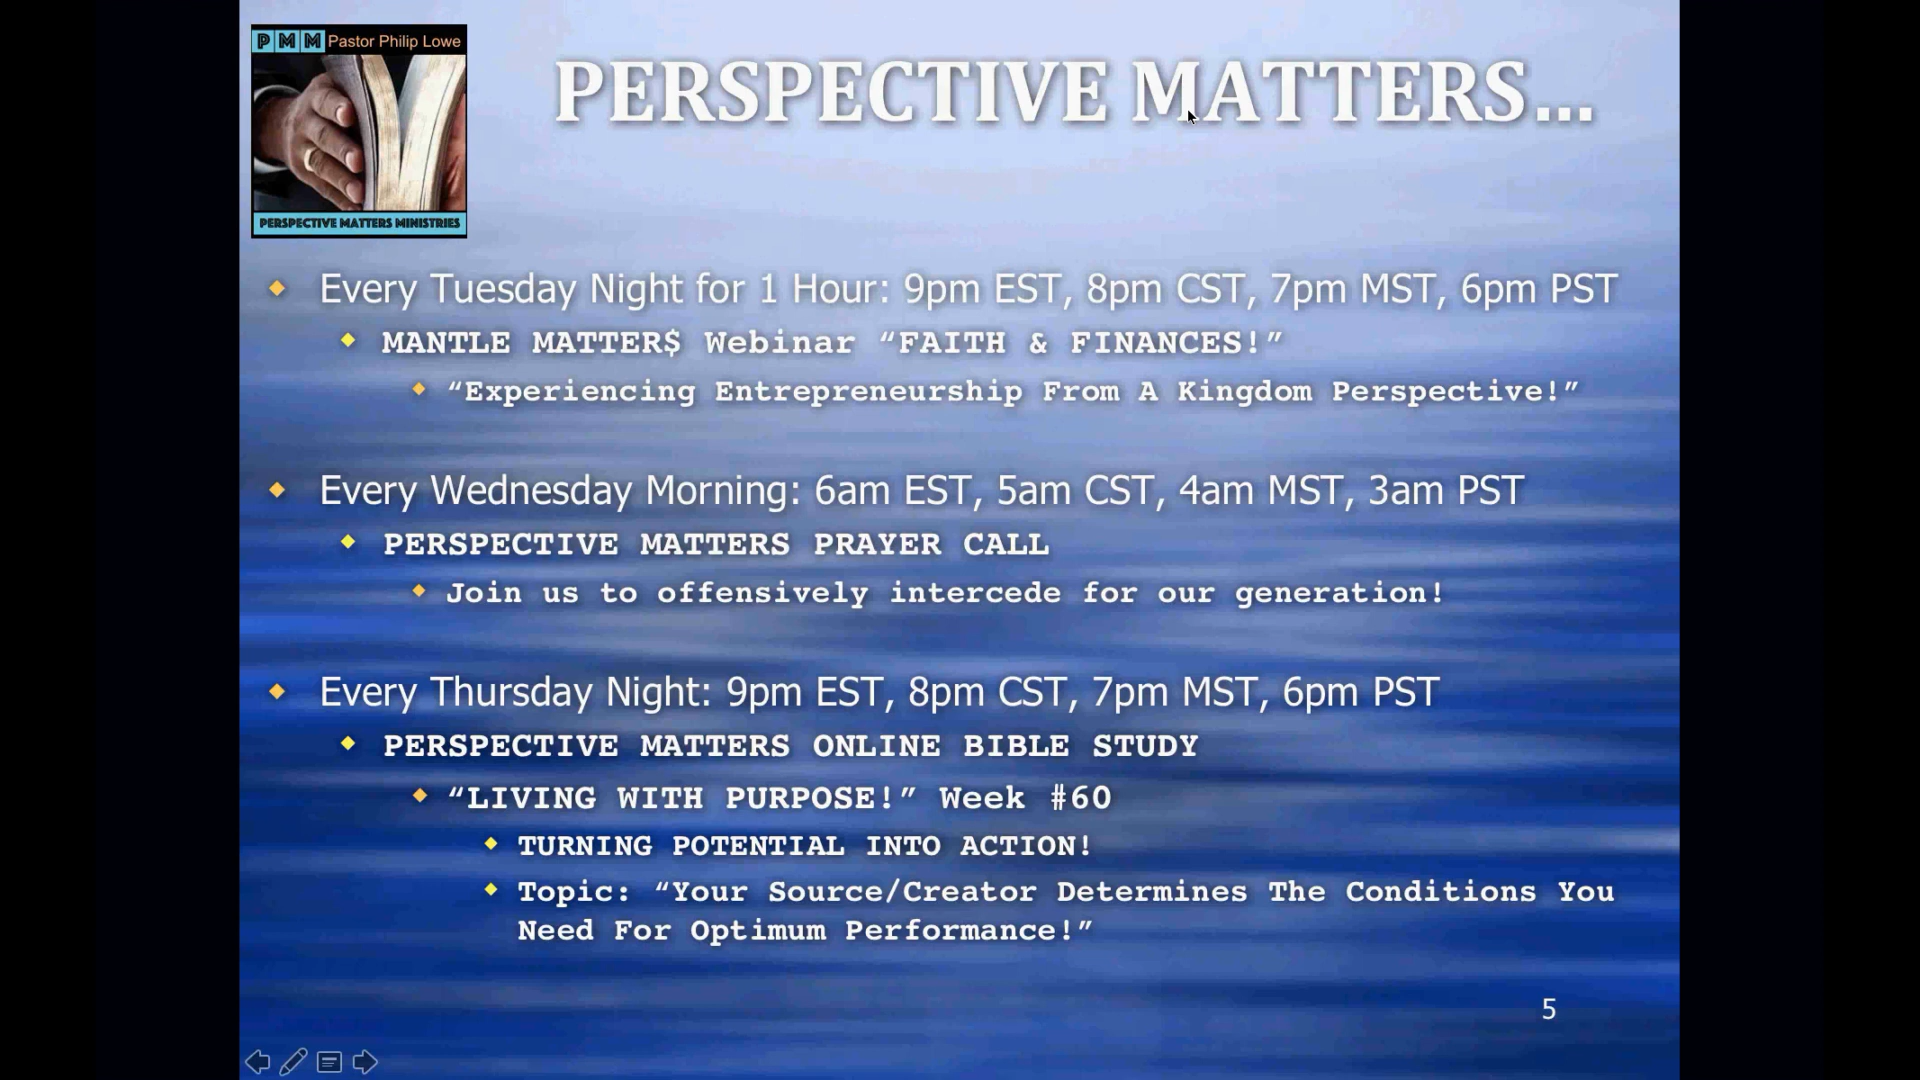 PMM Pastor Philip Lowe
PERSPECTIVE MATTERS MINISTRIES
PERSPECTIVE MATTERS...
Every Tuesday Night for 1 Hour: 9pm EST, 8pm CST, 7pm MST, 6pm PST
MANTLE MATTER$ Webinar “FAITH & FINANCES!”
“Experiencing Entrepreneurship From A Kingdom Perspective!”
Every Wednesday Morning: 6am EST, 5am CST, 4am MST, 3am PST
PERSPECTIVE MATTERS PRAYER CALL
Join us to offensively intercede for our generation!
Every Thursday Night: 9pm EST, 8pm CST, 7pm MST, 6pm PST
PERSPECTIVE MATTERS ONLINE BIBLE STUDY
“LIVING WITH PURPOSE!” Week #60
TURNING POTENTIAL INTO ACTION!
Topic: “Your Source/Creator Determines The Conditions You
Need For Optimum Performance!”
5